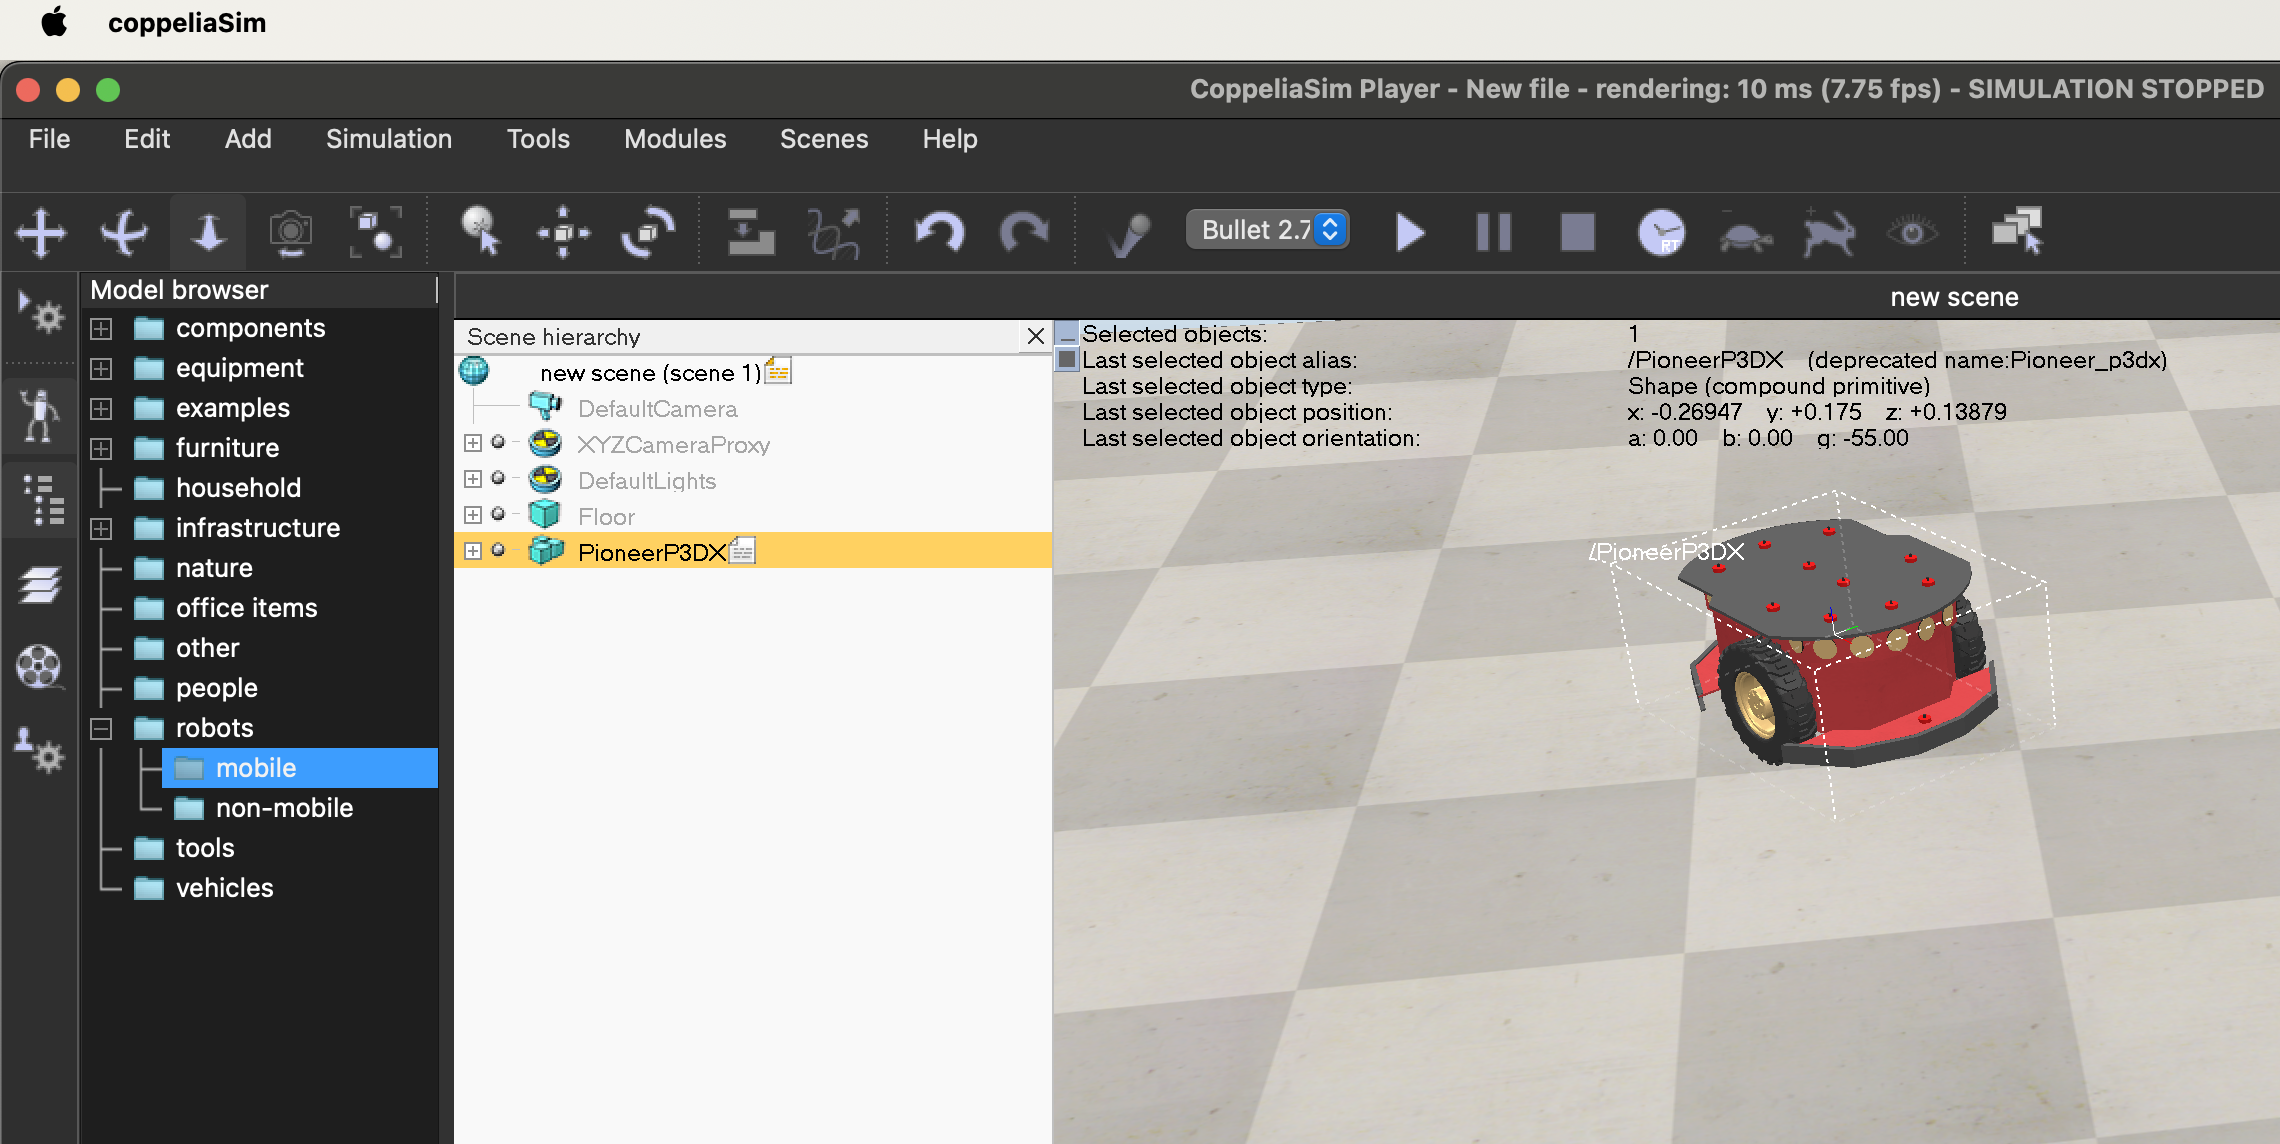 coppeliaSim
CoppeliaSim Player - New file - rendering: 10 ms (7.75 fps) - SIMULATION STOPPED
File Edit Add Simulation Tools Modules Scenes Help
Bullet 2.7
RT
Model browser
components
equipment
examples
furniture
household
infrastructure
nature
office items
other
people
robots
mobile
non-mobile
tools
vehicles
new scene
Scene hierarchy
new scene (scene 1)
DefaultCamera
XYZCameraProxy
DefaultLights
Floor
PioneerP3DX
Selected objects: 1
Last selected object alias: /PioneerP3DX (deprecated name:Pioneer_p3dx)
Last selected object type: Shape (compound primitive)
Last selected object position: x: -0.26947 y: +0.175 z: +0.13879
Last selected object orientation: a: 0.00 b: 0.00 g: -55.00
/PioneerP3DX